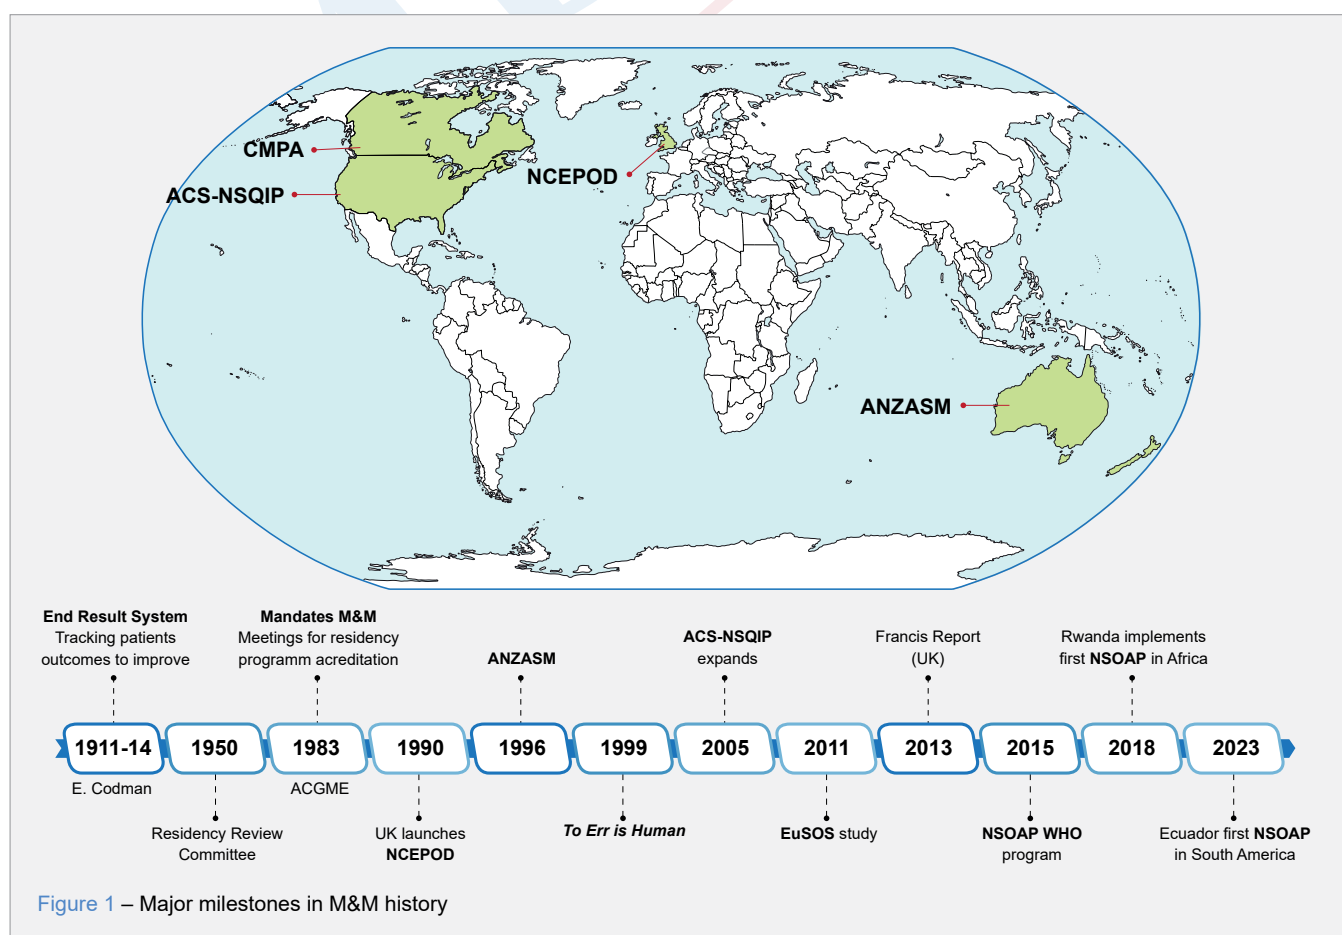 CMPA
ACS-NSQIP
NCEPOD
ANZASM
End Result System
Tracking patients
outcomes to improve
Mandates M&M
Meetings for residency
programm acreditation
ANZASM
ACS-NSQIP
expands
Francis Report
(UK)
Rwanda implements
first NSOAP in Africa
1911-14
1950
1983
1990
1996
1999
2005
2011
2013
2015
2018
2023
E. Codman
ACGME
Residency Review
Committee
UK launches
NCEPOD
To Err is Human
EuSOS study
NSOAP WHO
program
Ecuador first NSOAP
in South America
Figure 1 – Major milestones in M&M history